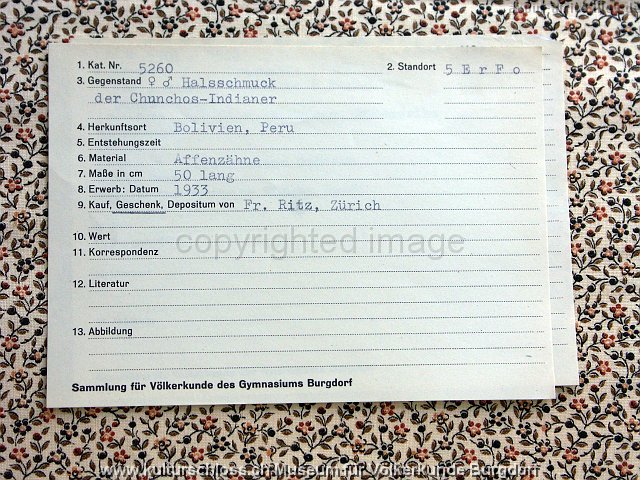 1. Kat. Nr. 5260 2. Standort 5 E r F o
3. Gegenstand ♀ ♂ Halsschmuck
der Chunchos-Indianer
4. Herkunftsort Bolivien, Peru
5. Entstehungszeit
6. Material Affenzähne
7. Maße in cm 50 lang
8. Erwerb: Datum 1933
9. Kauf, Geschenk, Depositum von Fr. Ritz, Zürich
10. Wert
copyrighted image
11. Korrespondenz
12. Literatur
13. Abbildung
Sammlung für Völkerkunde des Gymnasiums Burgdorf
www.kulturschloss.ch Museum für Völkerkunde Burgdorf